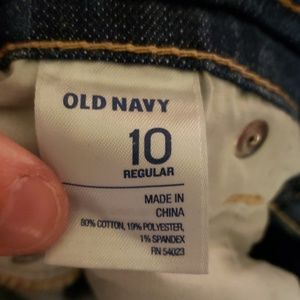 OLD NAVY
10
REGULAR
MADE IN
CHINA
80% COTTON, 19% POLYESTER,
1% SPANDEX
RN 54023